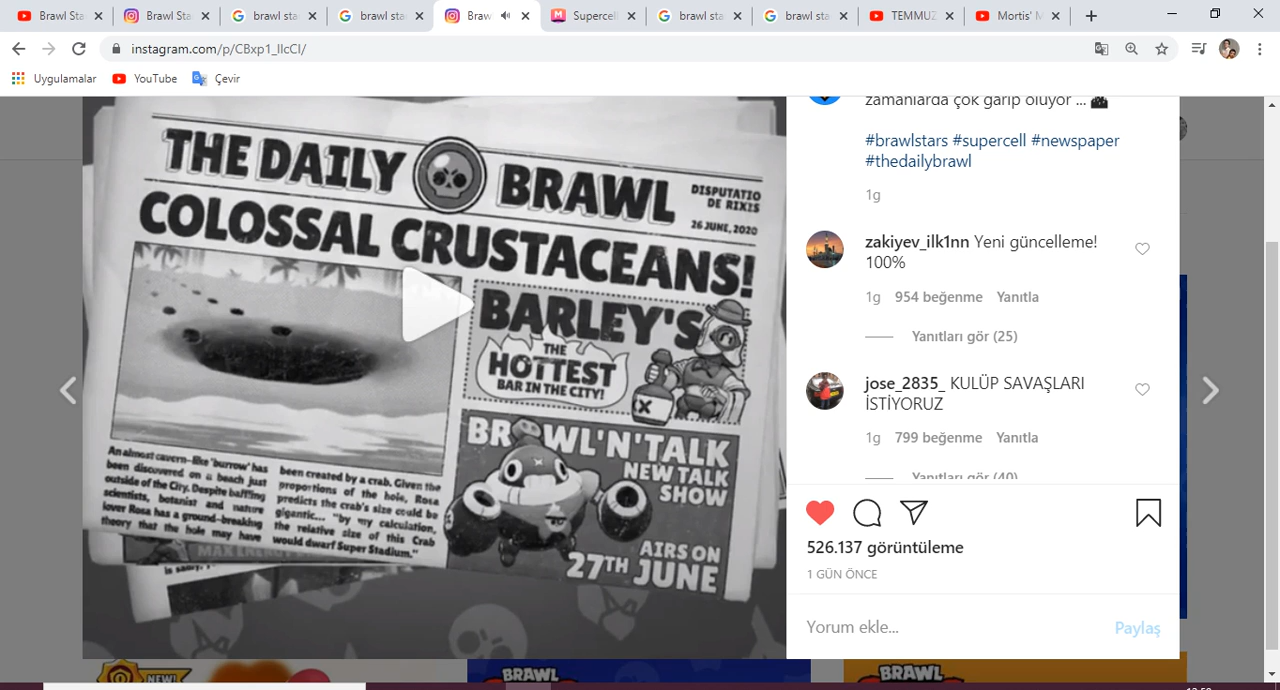 Brawl Sta
Brawl Sta
brawl sta
brawl sta
Braw
Supercel
brawl sta
brawl sta
TEMMUZ
Mortis' M
instagram.com/p/CBxp1_IIcCI/
Uygulamalar
YouTube
Çevir
THE DAILY BRAWL
DISPUTATIO
DE RIXIS
26 JUNE, 2020
COLOSSAL CRUSTACEANS!
BARLEY'S
THE
HOTTEST
BAR IN THE CITY!
BRAWL'N'TALK
NEW TALK
SHOW
AIRS ON
27TH JUNE
An almost cavern-like 'burrow' has
been discovered on a beach just
outside of the City. Despite baffling
scientists, botanist and nature
lover Rosa has a ground-breaking
theory that the hole may have
been created by a crab. Given the
proportions of the hole, Rosa
predicts the crab's size could be
gigantic... "by my calculation,
the relative size of this Crab
would dwarf Super Stadium."
MAX ENERGY
zamanlarda çok garip oluyor ...
#brawlstars #supercell #newspaper
#thedailybrawl
1g
zakiyev_ilk1nn Yeni güncelleme!
100%
1g 954 beğenme Yanıtla
Yanıtları gör (25)
jose_2835_ KULÜP SAVAŞLARI
İSTİYORUZ
1g 799 beğenme Yanıtla
Yanıtları gör (40)
526.137 görüntüleme
1 GÜN ÖNCE
Yorum ekle...
Paylaş
NEW!
BRAWL
BRAWL